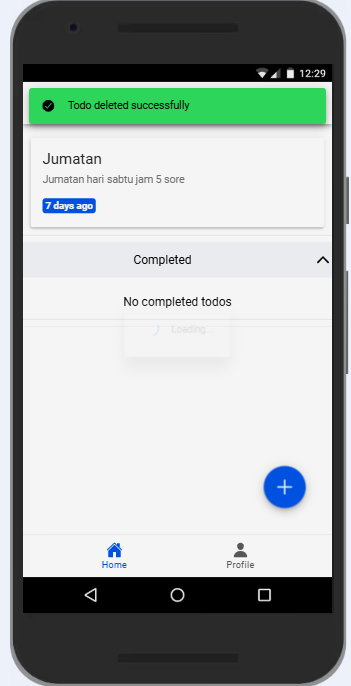 12:29
Todo deleted successfully
Jumatan
Jumatan hari sabtu jam 5 sore
7 days ago
Completed
No completed todos
Loading...
Home
Profile